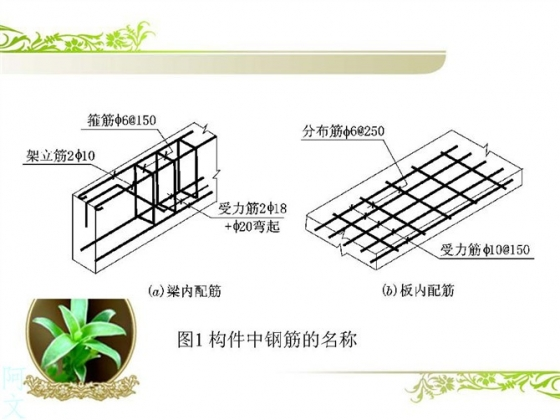 箍筋ϕ6@150
架立筋2ϕ10
受力筋2ϕ18
+ϕ20弯起
(a)梁内配筋
分布筋ϕ6@250
受力筋ϕ10@150
(b)板内配筋
图1 构件中钢筋的名称
阿文